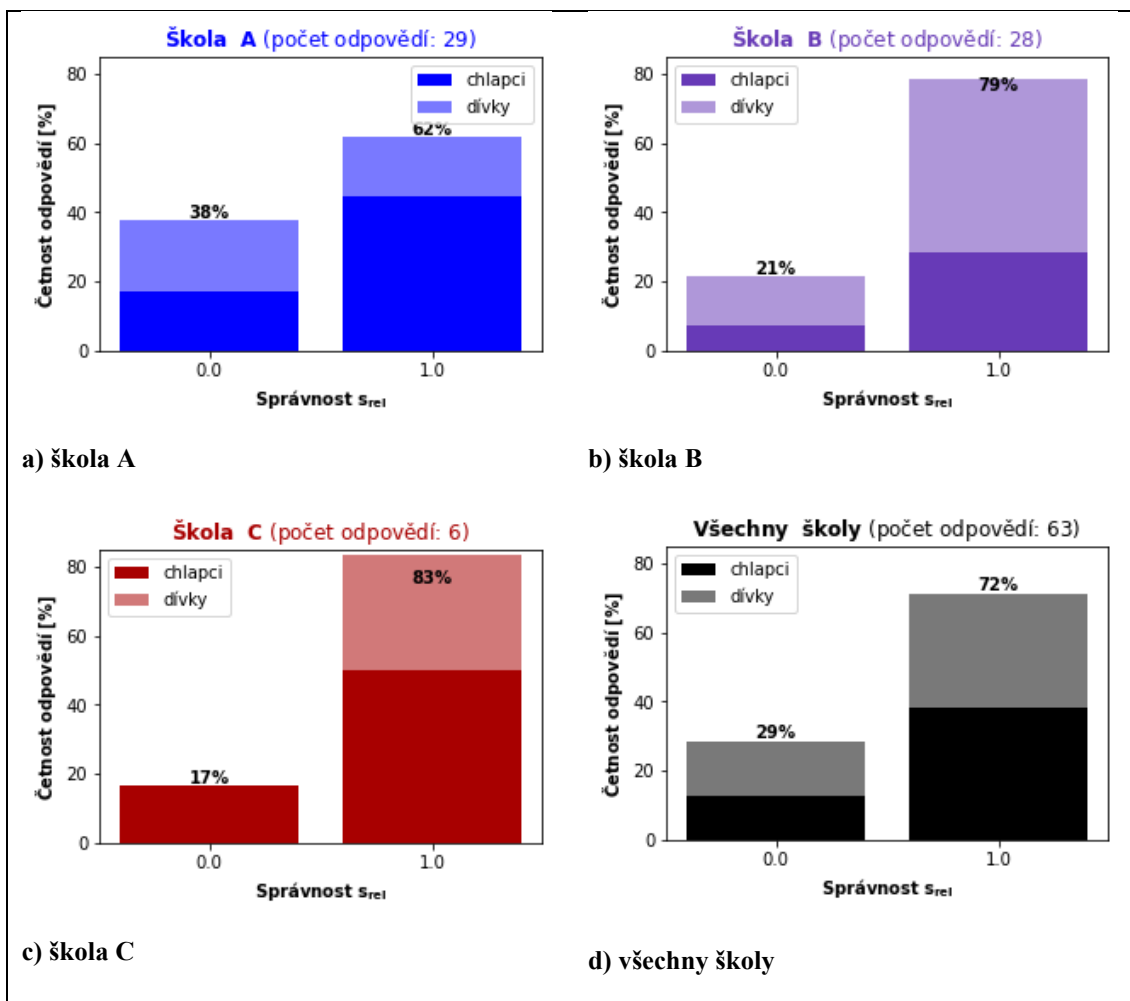 Škola A (počet odpovědí: 29)
chlapci
dívky
Četnost odpovědí [%]
80
60
40
20
0
38%
62%
0.0
1.0
Správnost s_rel
a) škola A
Škola B (počet odpovědí: 28)
chlapci
dívky
Četnost odpovědí [%]
80
60
40
20
0
21%
79%
0.0
1.0
Správnost s_rel
b) škola B
Škola C (počet odpovědí: 6)
chlapci
dívky
Četnost odpovědí [%]
80
60
40
20
0
17%
83%
0.0
1.0
Správnost s_rel
c) škola C
Všechny školy (počet odpovědí: 63)
chlapci
dívky
Četnost odpovědí [%]
80
60
40
20
0
29%
72%
0.0
1.0
Správnost s_rel
d) všechny školy